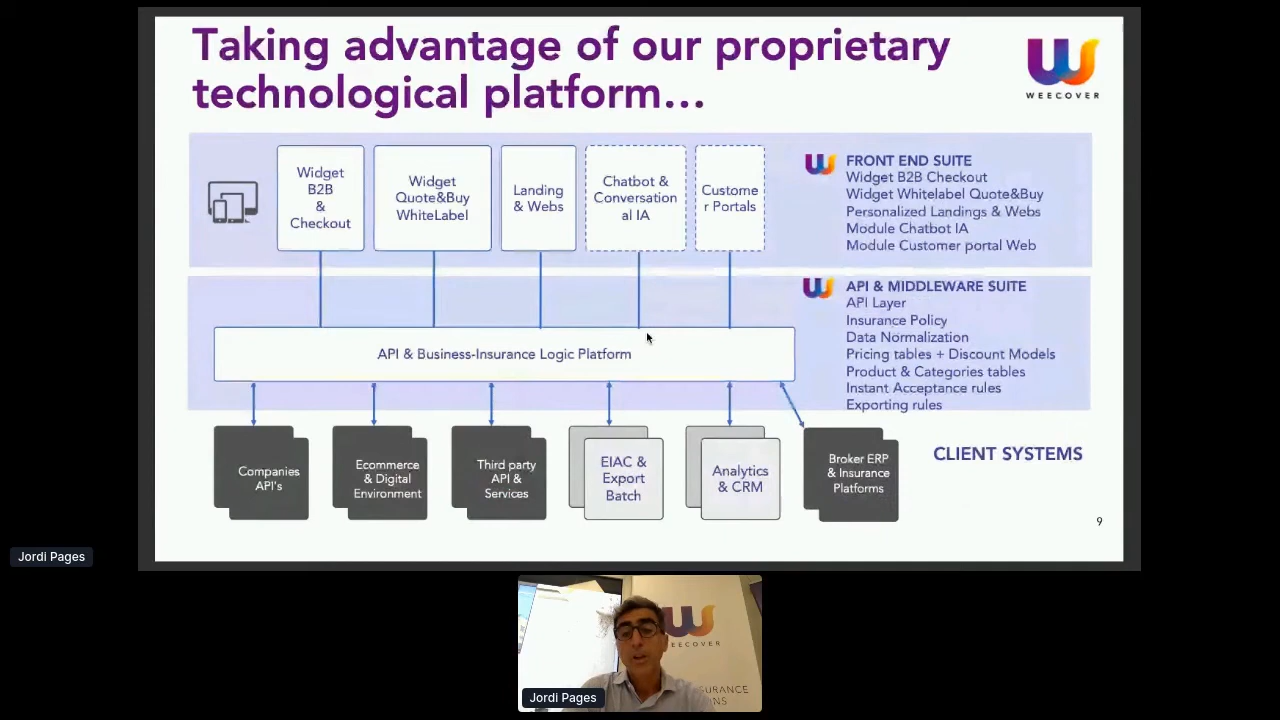 Taking advantage of our proprietary
technological platform...
WEECOVER
Widget
B2B
&
Checkout
Widget
Quote&Buy
WhiteLabel
Landing
& Webs
Chatbot &
Conversation
al IA
Custome
r Portals
FRONT END SUITE
Widget B2B Checkout
Widget Whitelabel Quote&Buy
Personalized Landings & Webs
Module Chatbot IA
Module Customer portal Web
API & MIDDLEWARE SUITE
API Layer
Insurance Policy
Data Normalization
Pricing tables + Discount Models
Product & Categories tables
Instant Acceptance rules
Exporting rules
API & Business-Insurance Logic Platform
Companies
API's
Ecommerce
& Digital
Environment
Third party
API &
Services
EIAC &
Export
Batch
Analytics
& CRM
Broker ERP
& Insurance
Platforms
CLIENT SYSTEMS
9
Jordi Pages
Jordi Pages